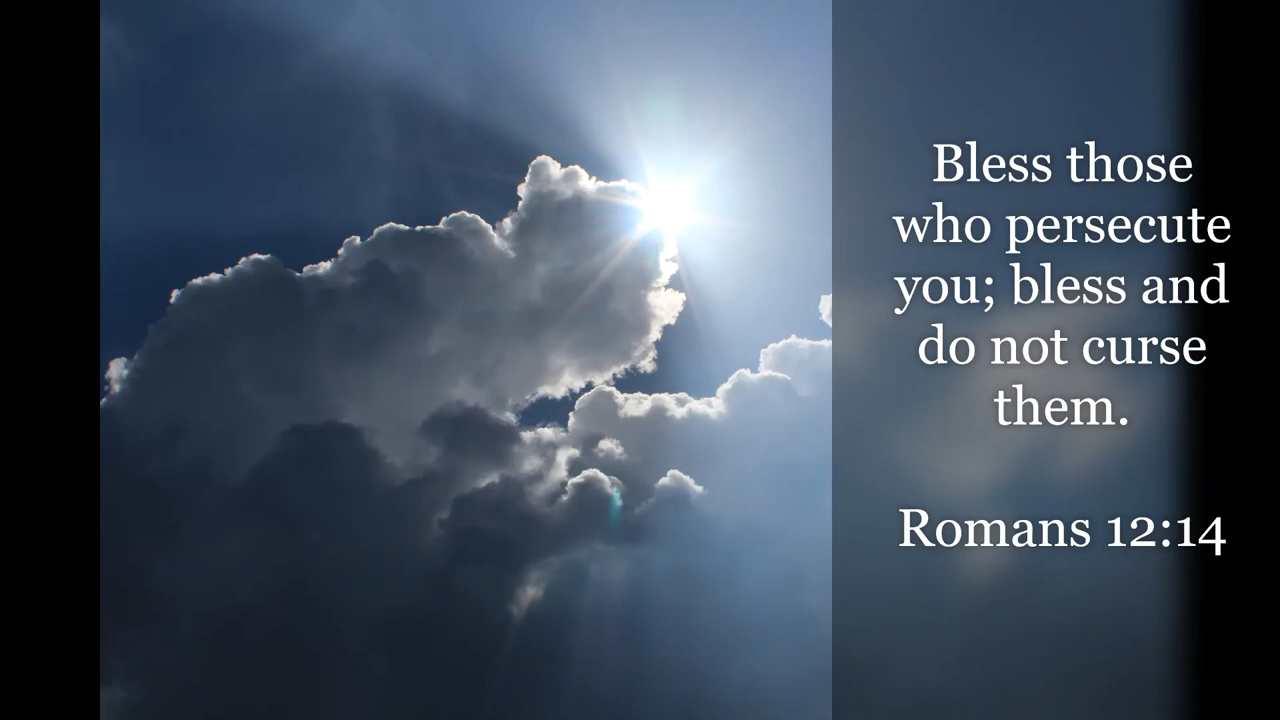 Bless those
who persecute
you; bless and
do not curse
them.
Romans 12:14